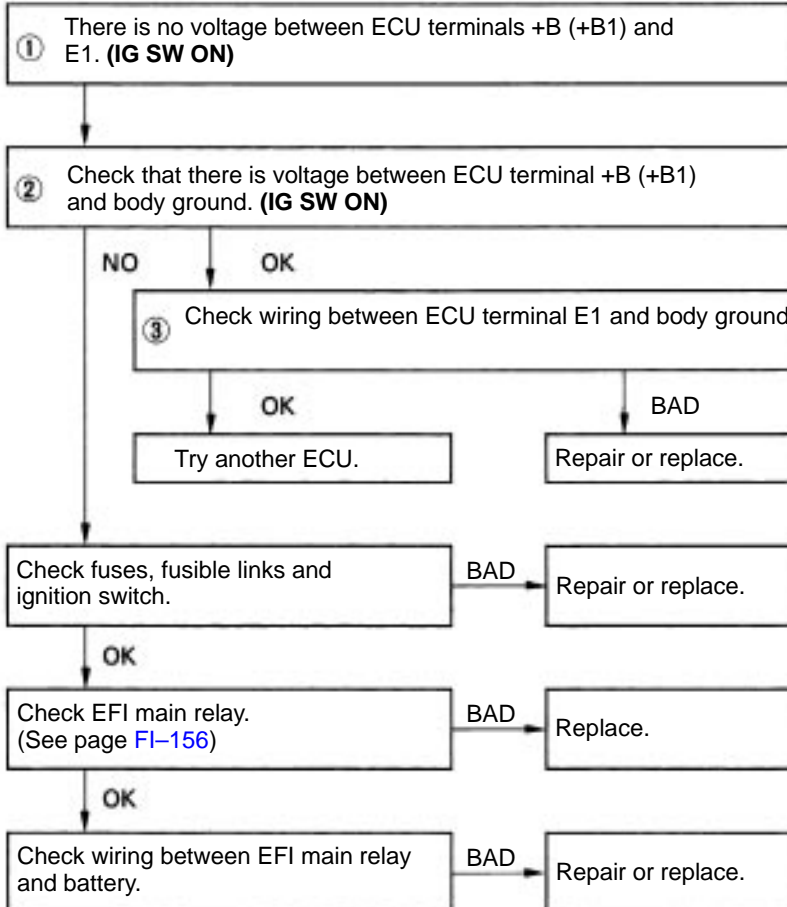 ① There is no voltage between ECU terminals +B (+B1) and
E1. (IG SW ON)
② Check that there is voltage between ECU terminal +B (+B1)
and body ground. (IG SW ON)
NO OK
③ Check wiring between ECU terminal E1 and body ground
OK BAD
Try another ECU. Repair or replace.
Check fuses, fusible links and
ignition switch.
BAD
Repair or replace.
OK
Check EFI main relay.
(See page FI–156)
BAD
Replace.
OK
Check wiring between EFI main relay
and battery.
BAD
Repair or replace.